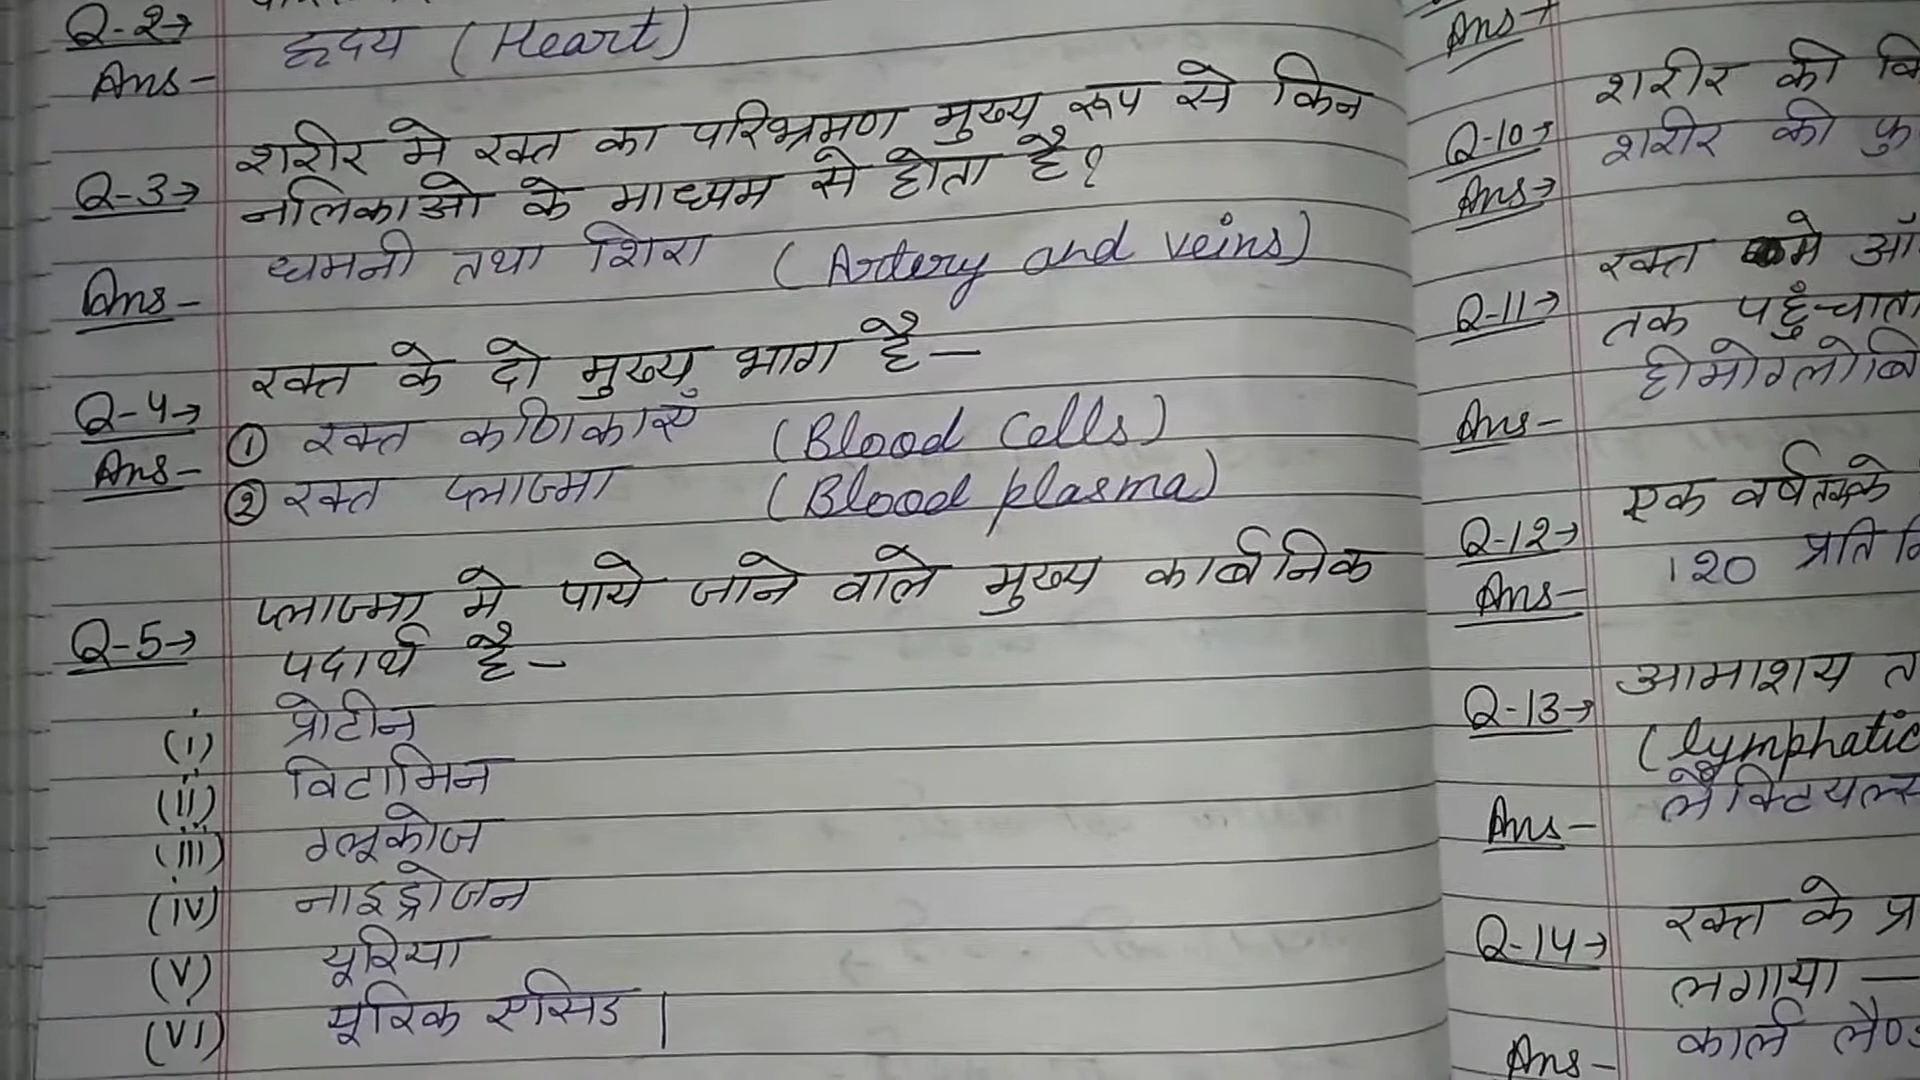 Q-2→
Ans- हृदय (Heart)
Q-3→ शरीर मे रक्त का परिभ्रमण मुख्य रूप से किन
नलिकाओ के माध्यम से होता है?
Ans- धमनी तथा शिरा (Artery and veins)
Q-4→ रक्त के दो मुख्य भाग है-
Ans- ① रक्त कणिकाएँ (Blood Cells)
② रक्त प्लाज्मा (Blood plasma)
Q-5→ प्लाज्मा मे पाये जाने वाले मुख्य कार्बनिक
पदार्थ है-
(i) प्रोटीन
(ii) विटामिन
(iii) ग्लूकोज
(iv) नाइड्रोजन
(v) यूरिया
(vi) यूरिक एसिड |
Ans→
Q-10→ शरीर की
Ans→ शरीर की
Q-11→ रक्त मे
तक
Ans-
Q-12→ एक
Ans- 120 प्रति
Q-13→ आमाशय
(lymphatic
Ans- लैक्टियल्स
Q-14→ रक्त के
लगाया —
Ans- कार्ल